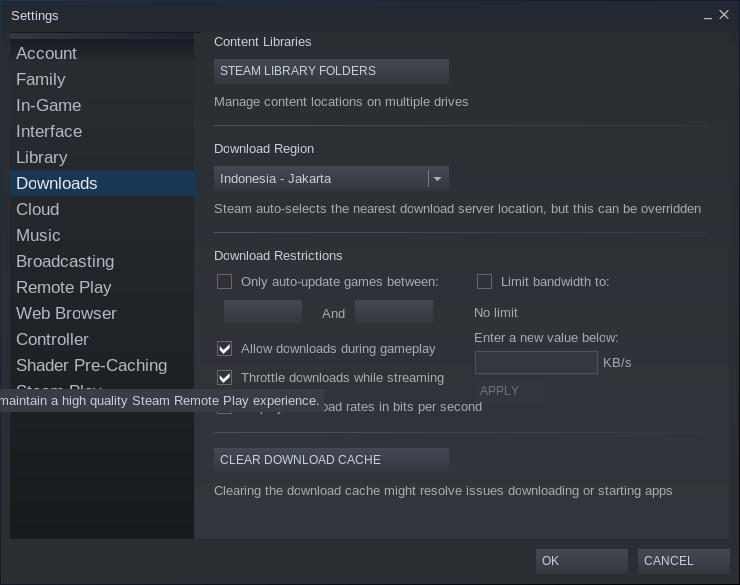 Settings
Account
Family
In-Game
Interface
Library
Downloads
Cloud
Music
Broadcasting
Remote Play
Web Browser
Controller
Shader Pre-Caching
Steam Play
Content Libraries
STEAM LIBRARY FOLDERS
Manage content locations on multiple drives
Download Region
Indonesia - Jakarta
Steam auto-selects the nearest download server location, but this can be overridden
Download Restrictions
Only auto-update games between:
And
Allow downloads during gameplay
Throttle downloads while streaming
maintain a high quality Steam Remote Play experience.
rates in bits per second
Limit bandwidth to:
No limit
Enter a new value below:
KB/s
APPLY
CLEAR DOWNLOAD CACHE
Clearing the download cache might resolve issues downloading or starting apps
OK
CANCEL